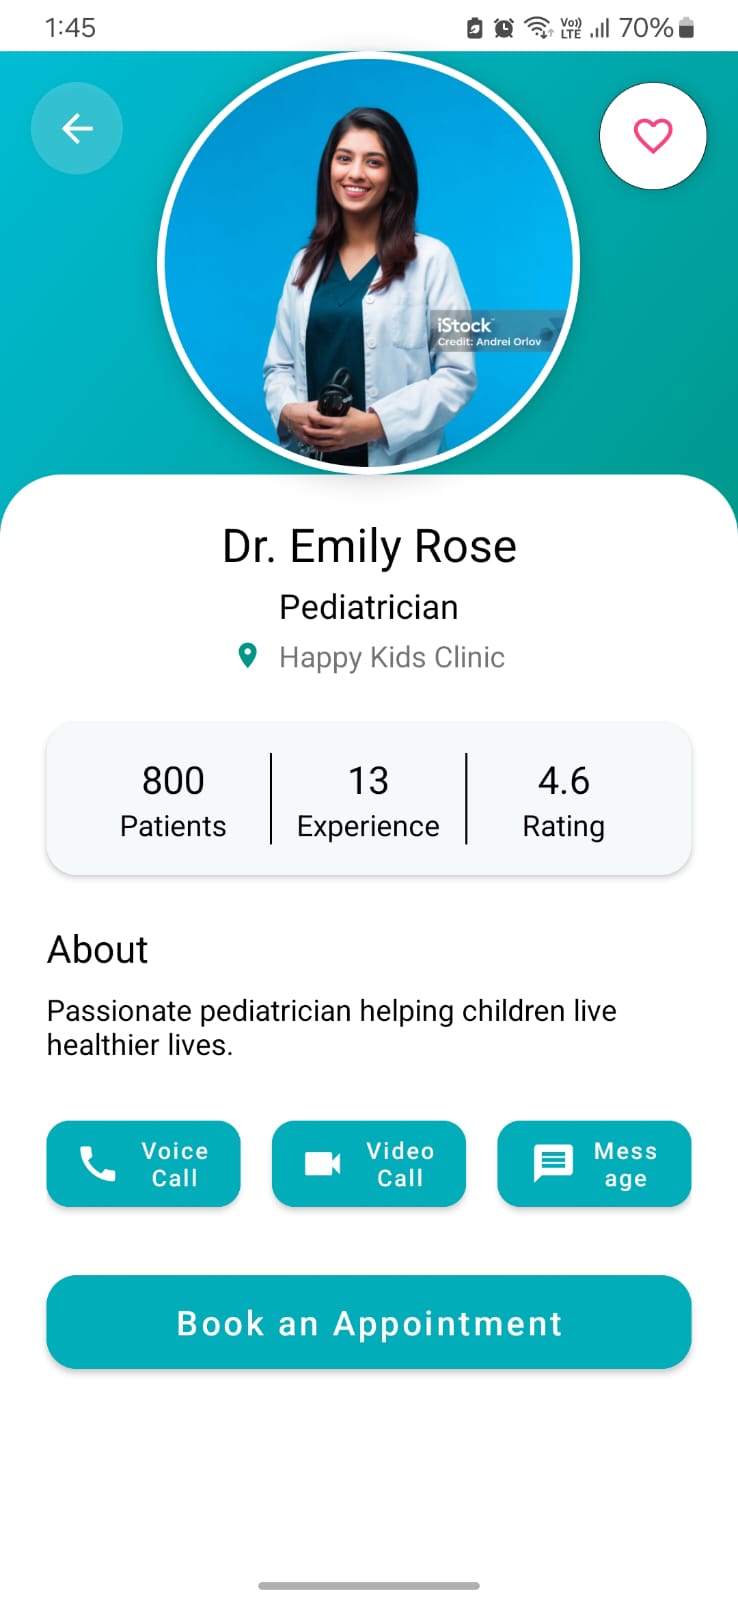 1:45
Vo))
LTE
70%
iStock
Credit: Andrei Orlov
Dr. Emily Rose
Pediatrician
Happy Kids Clinic
800
Patients
13
Experience
4.6
Rating
About
Passionate pediatrician helping children live
healthier lives.
Voice
Call
Video
Call
Mess
age
Book an Appointment